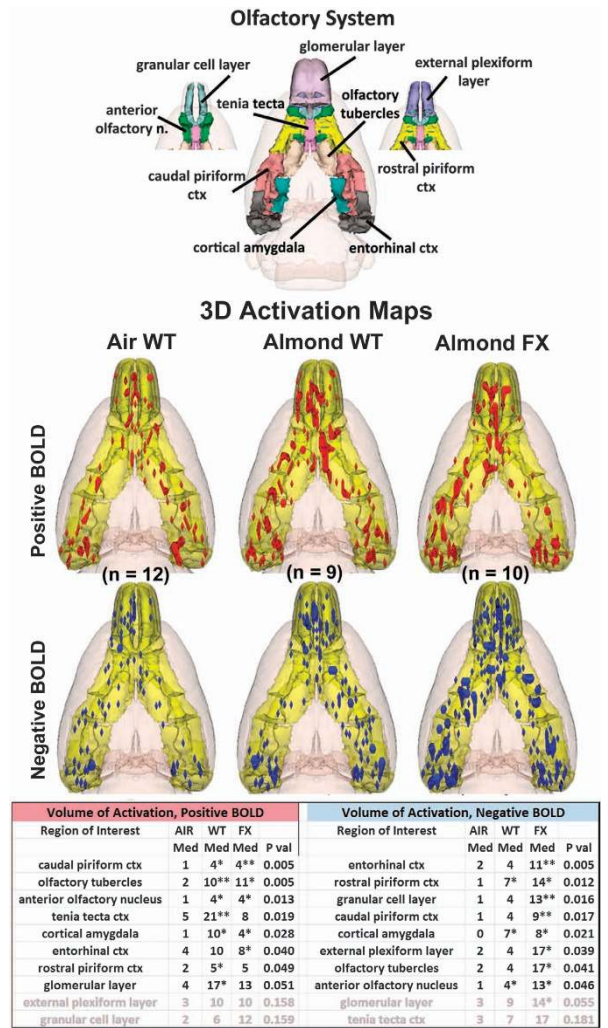 Olfactory System
glomerular layer
granular cell layer
external plexiform
layer
tenia tecta
olfactory
tubercles
anterior
olfactory n.
caudal piriform
ctx
rostral piriform
ctx
cortical amygdala
entorhinal ctx
3D Activation Maps
Air WT Almond WT Almond FX
Positive BOLD
(n = 12) (n = 9) (n = 10)
Negative BOLD
Volume of Activation, Positive BOLD
Region of Interest AIR WT FX
Med Med Med P val
caudal piriform ctx 1 4* 4** 0.005
olfactory tubercles 2 10** 11* 0.005
anterior olfactory nucleus 1 4* 4* 0.013
tenia tecta ctx 5 21** 8 0.019
cortical amygdala 1 10* 4* 0.028
entorhinal ctx 4 10 8* 0.040
rostral piriform ctx 2 5* 5 0.049
glomerular layer 4 17* 13 0.051
external plexiform layer 3 10 10 0.158
granular cell layer 2 6 12 0.159
Volume of Activation, Negative BOLD
Region of Interest AIR WT FX
Med Med Med P val
entorhinal ctx 2 4 11** 0.005
rostral piriform ctx 1 7* 14* 0.012
granular cell layer 1 4 13** 0.016
caudal piriform ctx 1 4 9** 0.017
cortical amygdala 0 7* 8* 0.021
external plexiform layer 2 4 17* 0.039
olfactory tubercles 2 4 17* 0.041
anterior olfactory nucleus 1 4* 13* 0.046
glomerular layer 3 9 14* 0.055
tenia tecta ctx 3 7 17 0.181